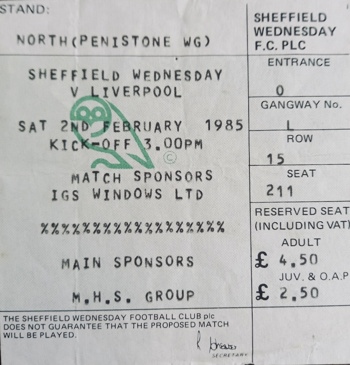 STAND:
NORTH(PENISTONE WG)
SHEFFIELD WEDNESDAY
V LIVERPOOL
SAT 2ND FEBRUARY 1985
KICK-OFF 3.00PM
©
MATCH SPONSORS
IGS WINDOWS LTD
%%%%%%%%%%%%%%%%%%
MAIN SPONSORS
M.H.S. GROUP
THE SHEFFIELD WEDNESDAY FOOTBALL CLUB plc
DOES NOT GUARANTEE THAT THE PROPOSED MATCH
WILL BE PLAYED.
SECRETARY
SHEFFIELD
WEDNESDAY
F.C. PLC
ENTRANCE
O
GANGWAY No.
L
ROW
15
SEAT
211
RESERVED SEAT
(INCLUDING VAT)
ADULT
£ 4.50
JUV. & O.A.P
£ 2.50